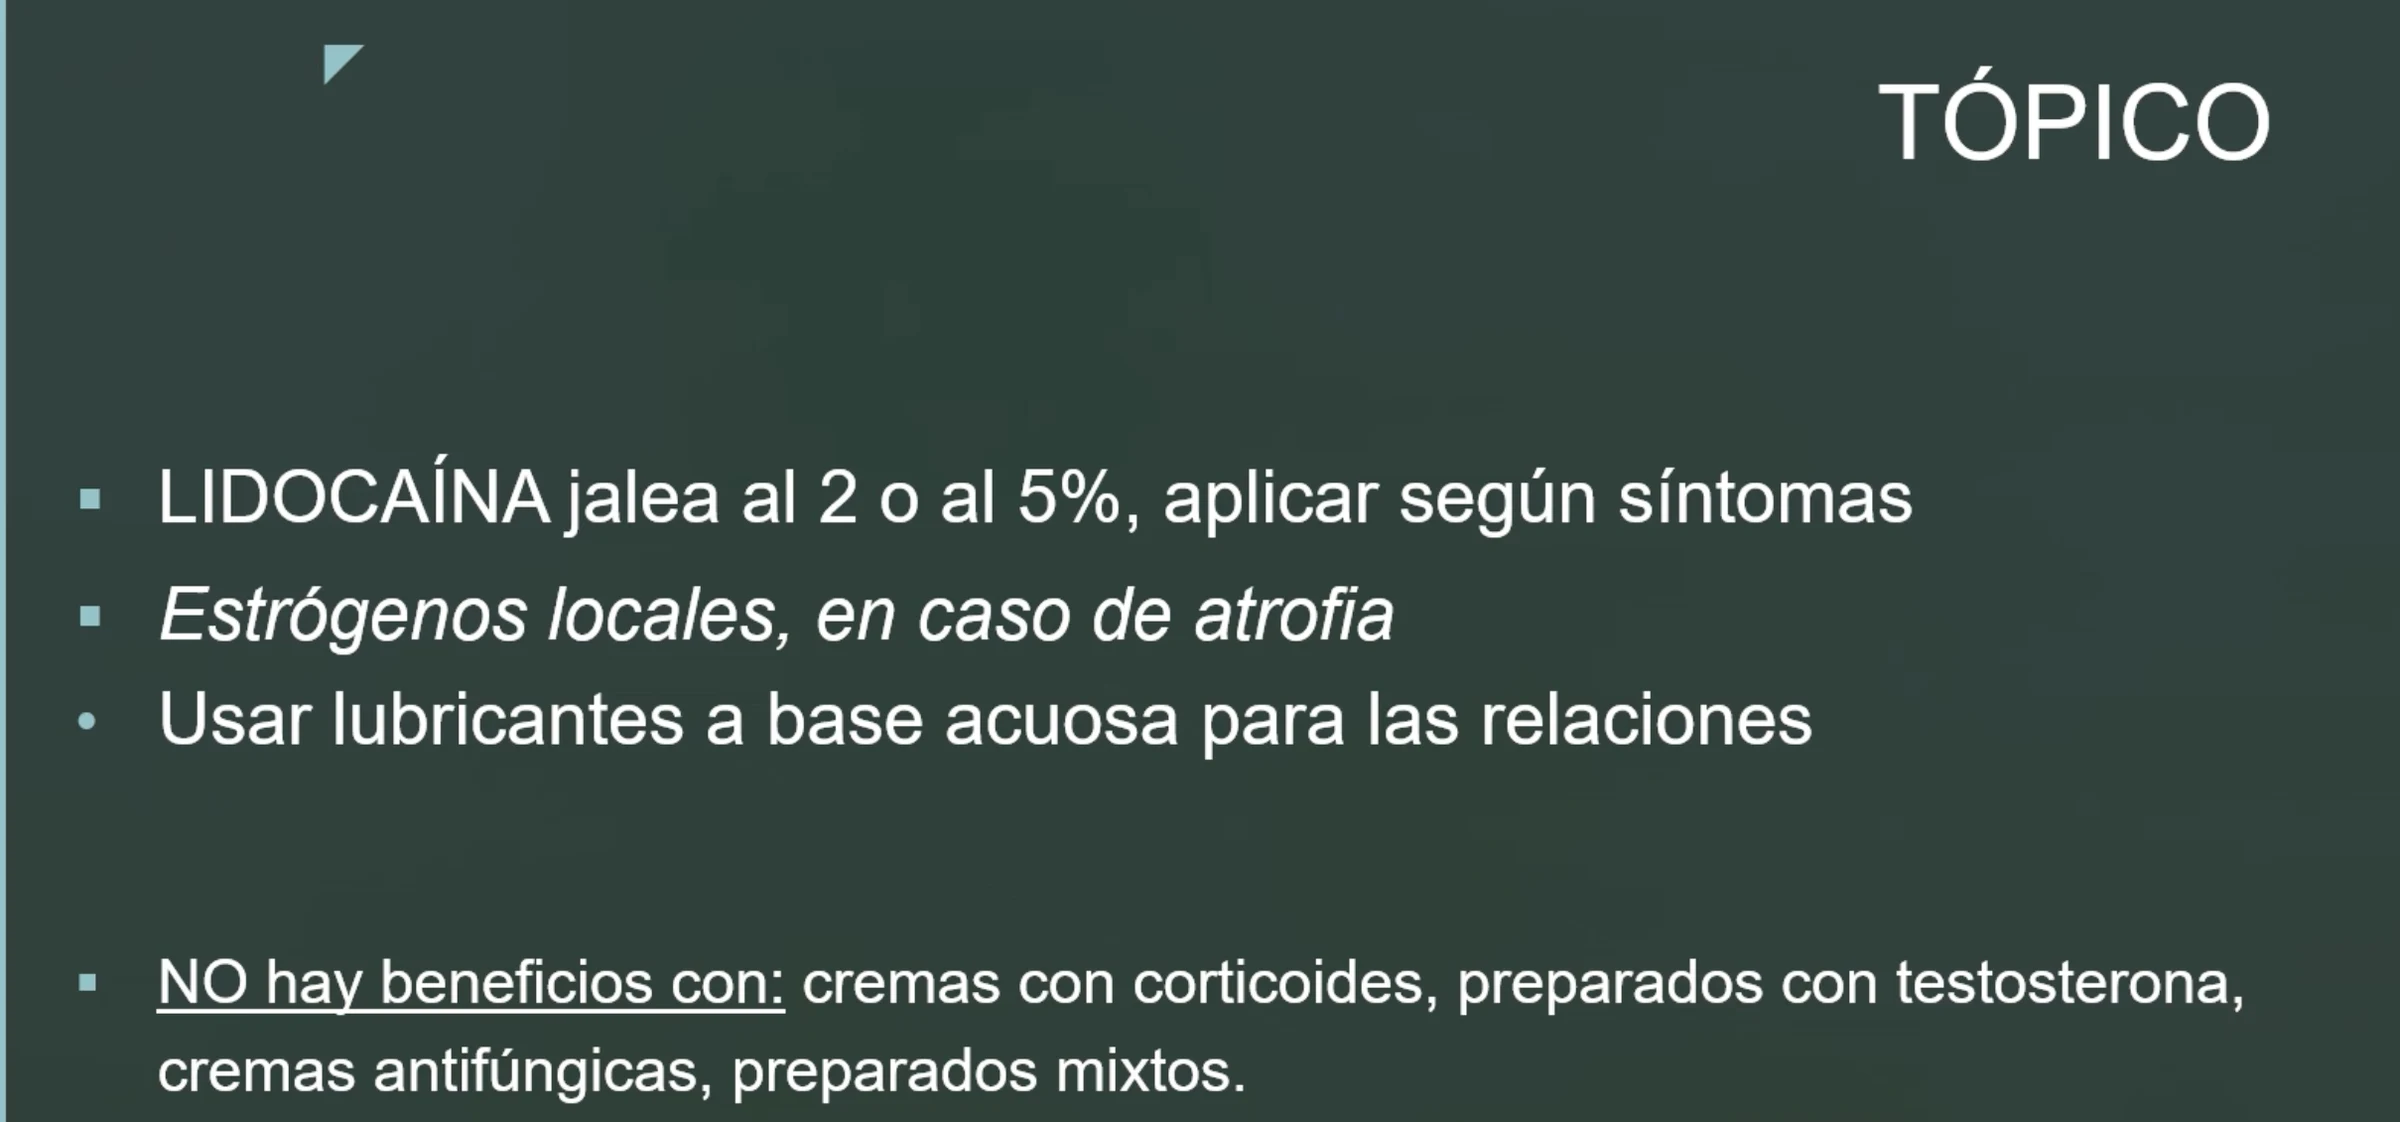 TÓPICO
LIDOCAÍNA jalea al 2 o al 5%, aplicar según síntomas
Estrógenos locales, en caso de atrofia
Usar lubricantes a base acuosa para las relaciones
NO hay beneficios con: cremas con corticoides, preparados con testosterona,
cremas antifúngicas, preparados mixtos.